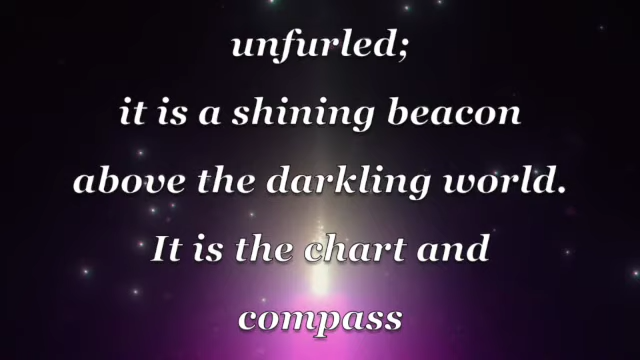 unfurled;
it is a shining beacon
above the darkling world.
It is the chart and
compass